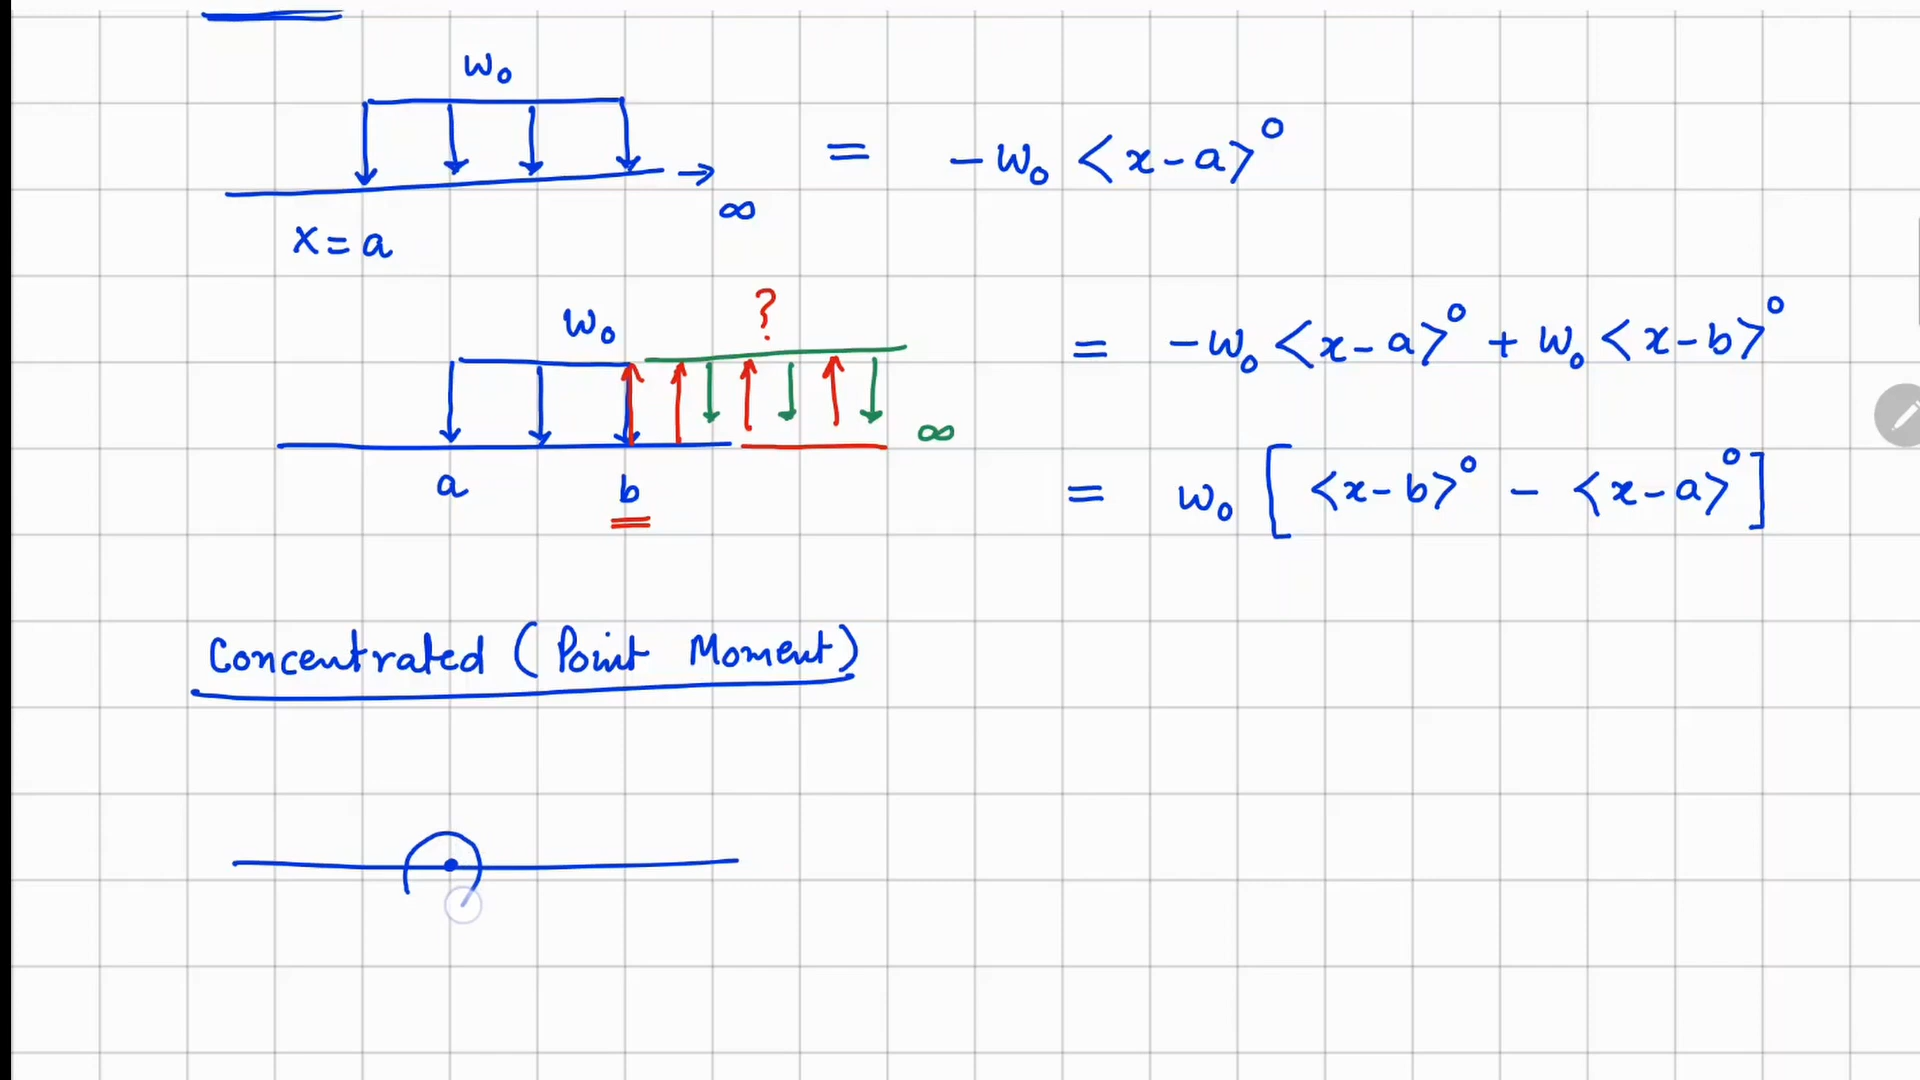 w₀
= -w₀ <x-a>⁰
→
∞
x = a
w₀ ?
= -w₀ <x-a>⁰ + w₀ <x-b>⁰
∞
a b
= w₀ [ <x-b>⁰ - <x-a>⁰ ]
Concentrated (Point Moment)